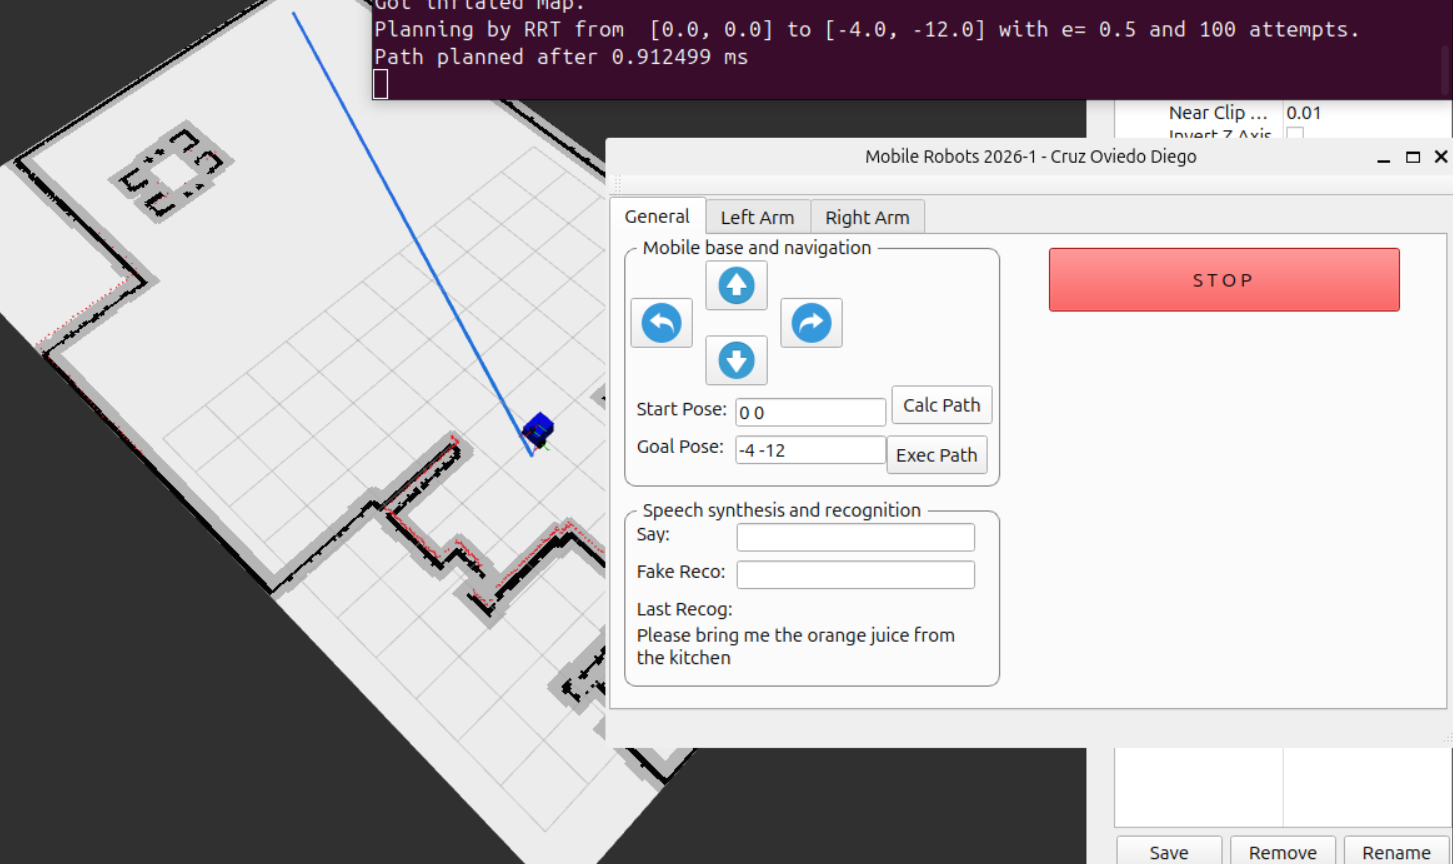 Got inflated map.
Planning by RRT from  [0.0, 0.0] to [-4.0, -12.0] with e= 0.5 and 100 attempts.
Path planned after 0.912499 ms
Near Clip ... 0.01
Invert Z Axis
Mobile Robots 2026-1 - Cruz Oviedo Diego
General Left Arm Right Arm
Mobile base and navigation
STOP
Start Pose: 0 0 Calc Path
Goal Pose: -4 -12 Exec Path
Speech synthesis and recognition
Say:
Fake Reco:
Last Recog:
Please bring me the orange juice from
the kitchen
Save Remove Rename